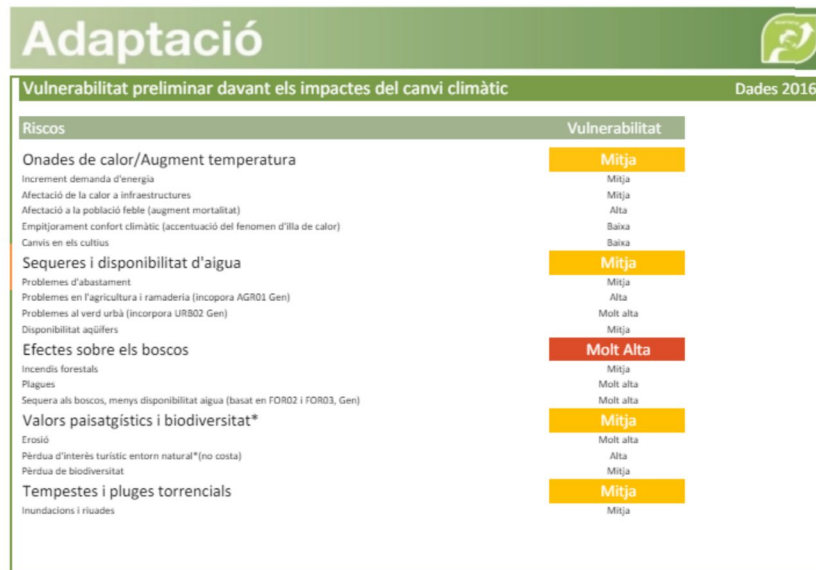 Adaptació
Vulnerabilitat preliminar davant els impactes del canvi climàtic Dades 2016
Riscos Vulnerabilitat
Onades de calor/Augment temperatura Mitja
Increment demanda d'energia Mitja
Afectació de la calor a infraestructures Mitja
Afectació a la població feble (augment mortalitat) Alta
Empitjorament confort climàtic (accentuació del fenomen d'illa de calor) Baixa
Canvis en els cultius Baixa
Sequeres i disponibilitat d'aigua Mitja
Problemes d'abastament Mitja
Problemes en l'agricultura i ramaderia (incopora AGR01 Gen) Alta
Problemes al verd urbà (incorpora URB02 Gen) Molt alta
Disponibilitat aqüífers Mitja
Efectes sobre els boscos Molt Alta
Incendis forestals Mitja
Plagues Molt alta
Sequera als boscos, menys disponibilitat aigua (basat en FOR02 i FOR03, Gen) Molt alta
Valors paisatgístics i biodiversitat* Mitja
Erosió Molt alta
Pèrdua d'interès turístic entorn natural*(no costa) Alta
Pèrdua de biodiversitat Mitja
Tempestes i pluges torrencials Mitja
Inundacions i riuades Mitja